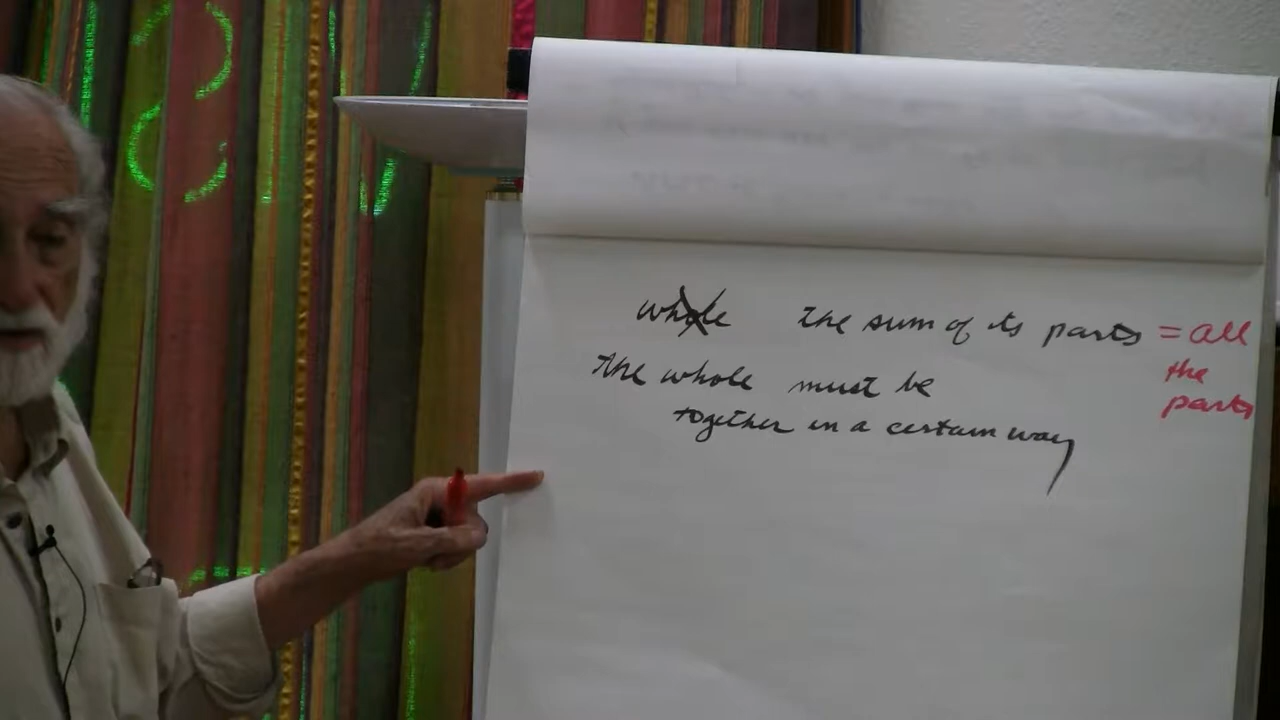 whole the sum of its parts = all
the
parts
The whole must be
together in a certain way